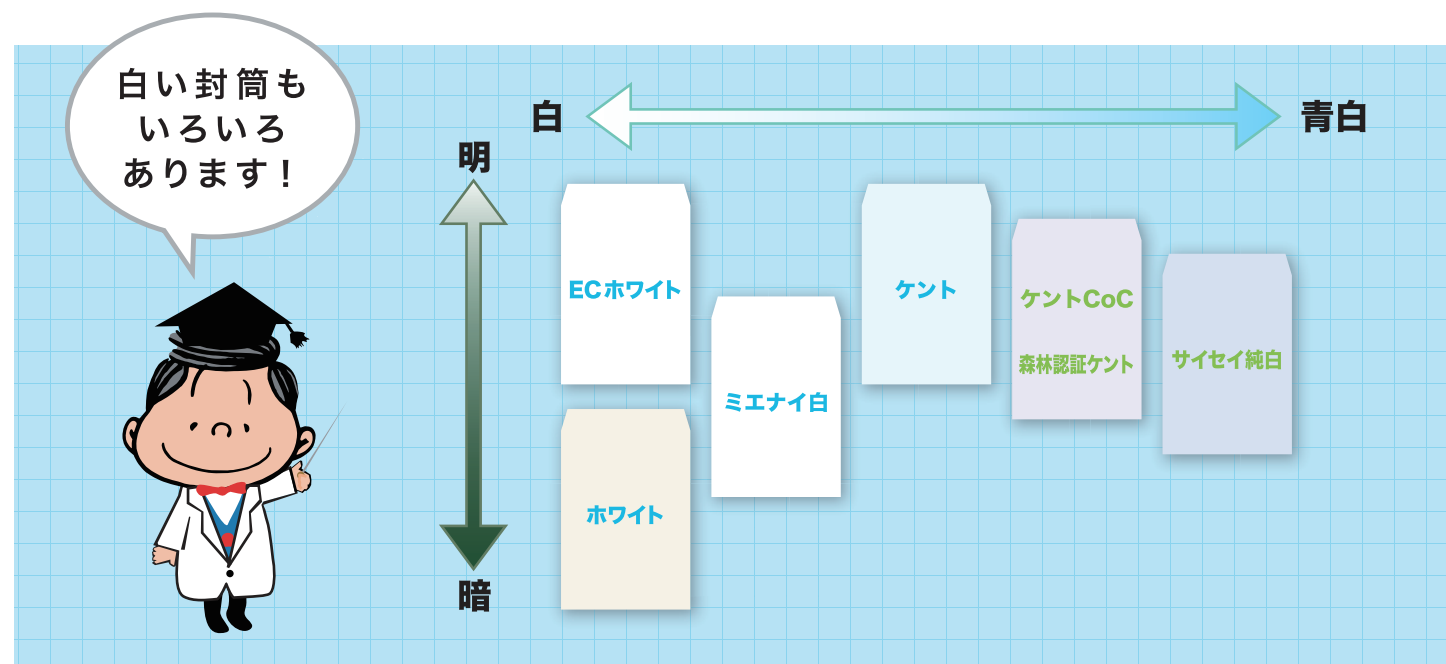 白い封筒も
いろいろ
あります！
白
青白
明
暗
ECホワイト
ホワイト
ミエナイ白
ケント
ケントCoC
森林認証ケント
サイセイ純白